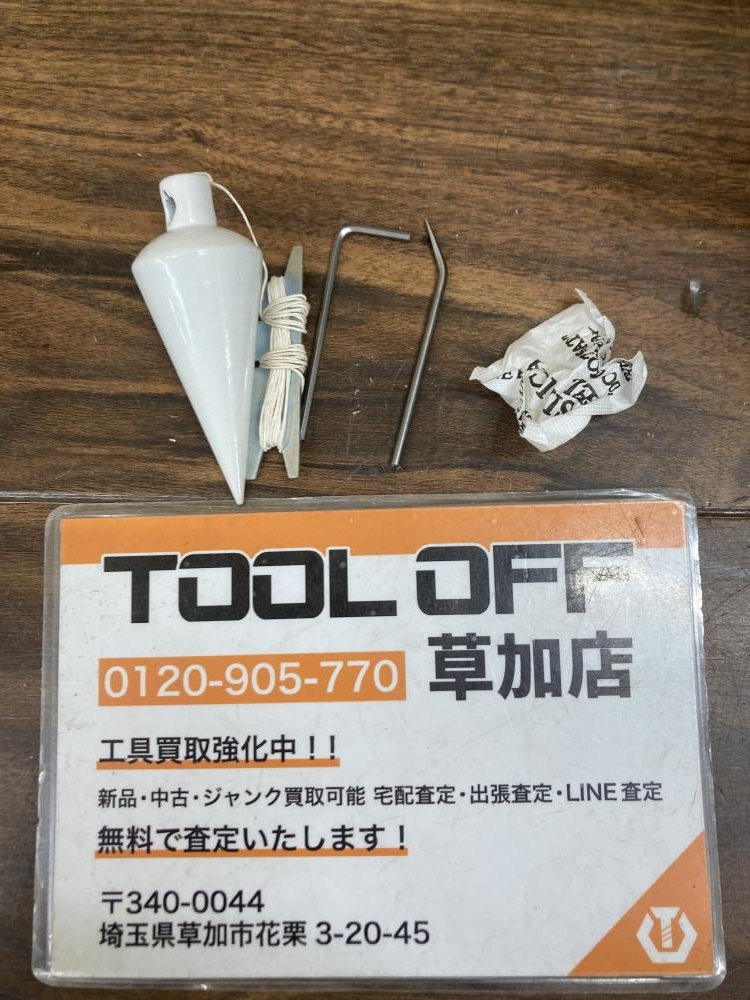 SILICA
GEL
TOOL OFF
0120-905-770 草加店
工具買取強化中！！
新品・中古・ジャンク買取可能 宅配査定・出張査定・LINE査定
無料で査定いたします！
〒340-0044
埼玉県草加市花栗 3-20-45